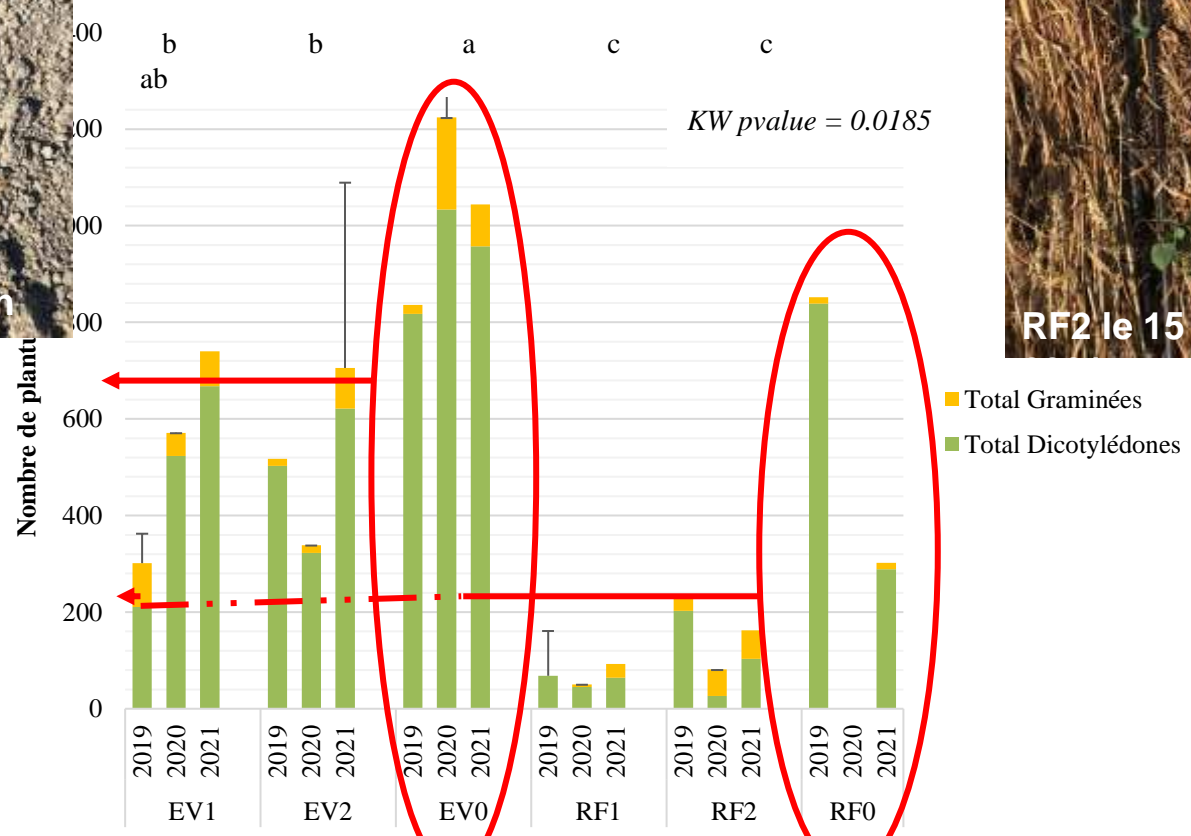 b b a c c
ab
KW pvalue = 0.0185
RF2 le 15
Total Graminées
Total Dicotylédones
Nombre de
600
400
200
0
2019 2020 2021 2019 2020 2021 2019 2020 2021 2019 2020 2021 2019 2020 2021 2019 2020 2021
EV1 EV2 EV0 RF1 RF2 RF0